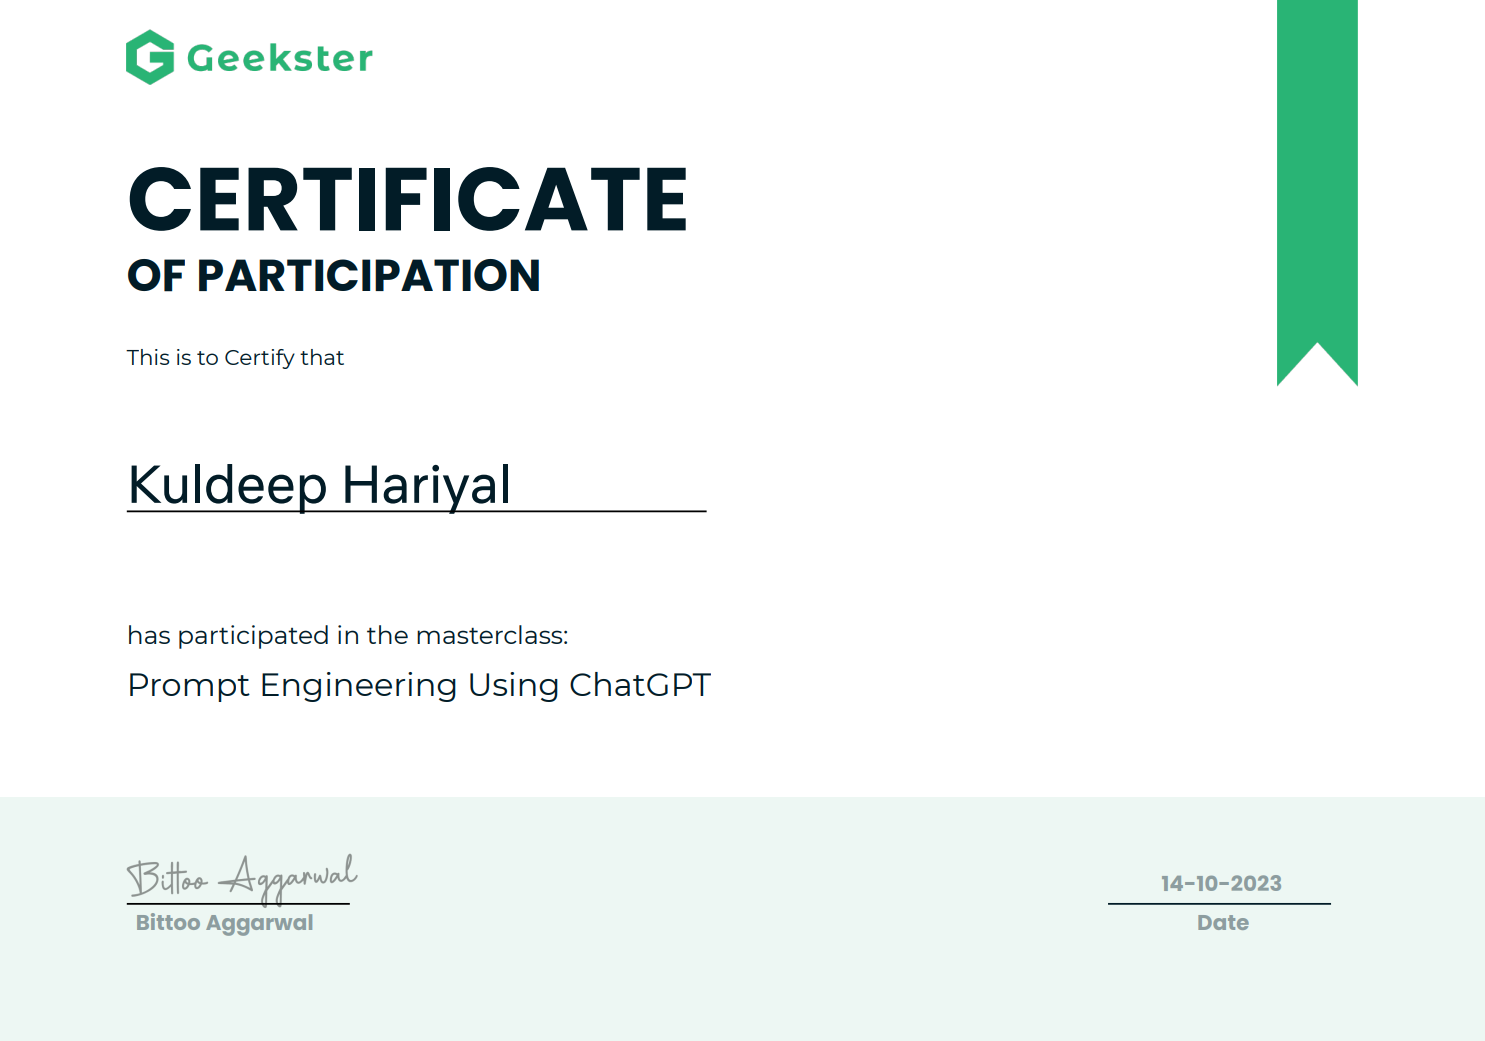 Geekster
CERTIFICATE
OF PARTICIPATION
This is to Certify that
Kuldeep Hariyal
has participated in the masterclass:
Prompt Engineering Using ChatGPT
Bittoo Aggarwal
Bittoo Aggarwal
14-10-2023
Date